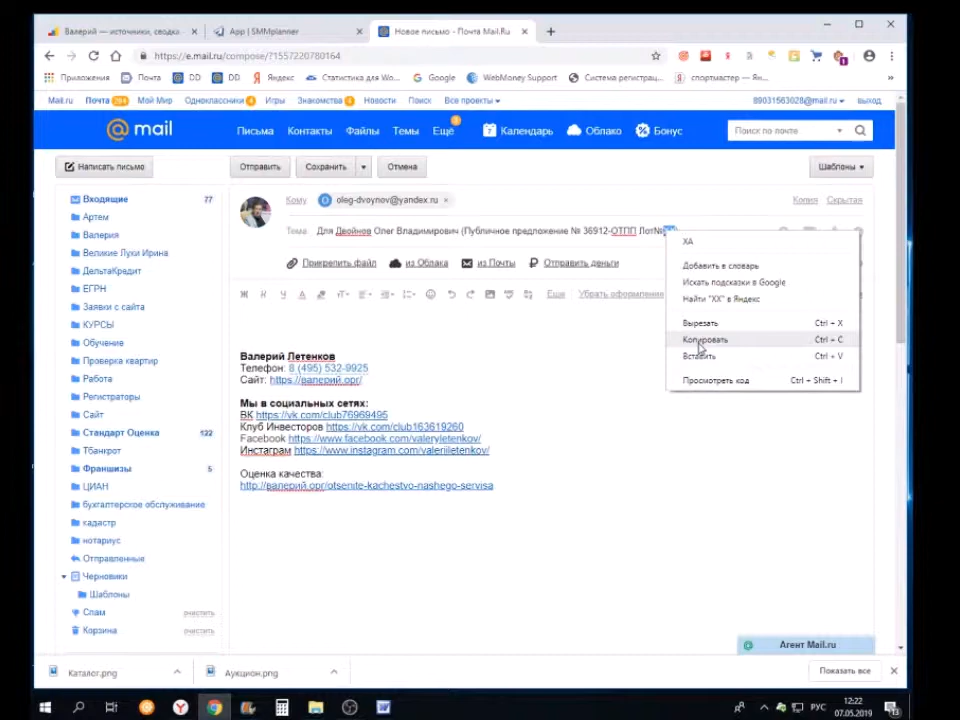 Валерий — источники, сводка
App | SMMplanner
Новое письмо - Почта Mail.Ru
https://e.mail.ru/compose/?1557220780164
Приложения Почта DD DD Яндекс Статистика для Wo... Google WebMoney Support Система регистрац... спортмастер — Ян...
Mail.ru Почта Мой Мир Одноклассники 4 Игры Знакомства Новости Поиск Все проекты 89031563028@mail.ru выход
mail Письма Контакты Файлы Темы Ещё 7 Календарь Облако Бонус Поиск по почте
Написать письмо Отправить Сохранить Отмена Шаблоны
Входящие 77
Артем
Валерия
Великие Луки Ирина
ДельтаКредит
ЕГРН
Заявки с сайта
КУРСЫ
Обучение
Проверка квартир
Работа
Регистраторы
Сайт
Стандарт Оценка 122
Тбанкрот
Франшизы 5
ЦИАН
бухгалтерское обслуживание
кадастр
нотариус
Отправленные
Черновики
Шаблоны
Спам очистить
Корзина очистить
Кому oleg-dvoynov@yandex.ru × Копия Скрытая
Тема Для Двойнов Олег Владимирович (Публичное предложение № 36912-ОТПП Лот№
Прикрепить файл из Облака из Почты Отправить деньги
Ж К Ч А Еще Убрать оформление
Валерий Летенков
Телефон: 8 (495) 532-9925
Сайт: https://валерий.орг/
Мы в социальных сетях:
ВК https://vk.com/club76969495
Клуб Инвесторов https://vk.com/club163619260
Facebook https://www.facebook.com/valeryletenkov/
Инстаграм https://www.instagram.com/valeriiletenkov/
Оценка качества:
http://валерий.орг/otsenite-kachestvo-nashego-servisa
ХА
Добавить в словарь
Искать подсказки в Google
Найти "ХХ" в Яндекс
Вырезать Ctrl + X
Копировать Ctrl + C
Вставить Ctrl + V
Просмотреть код Ctrl + Shift + I
Агент Mail.ru
Каталог.png Аукцион.png Показать все
РУС 12:22
07.05.2019 13